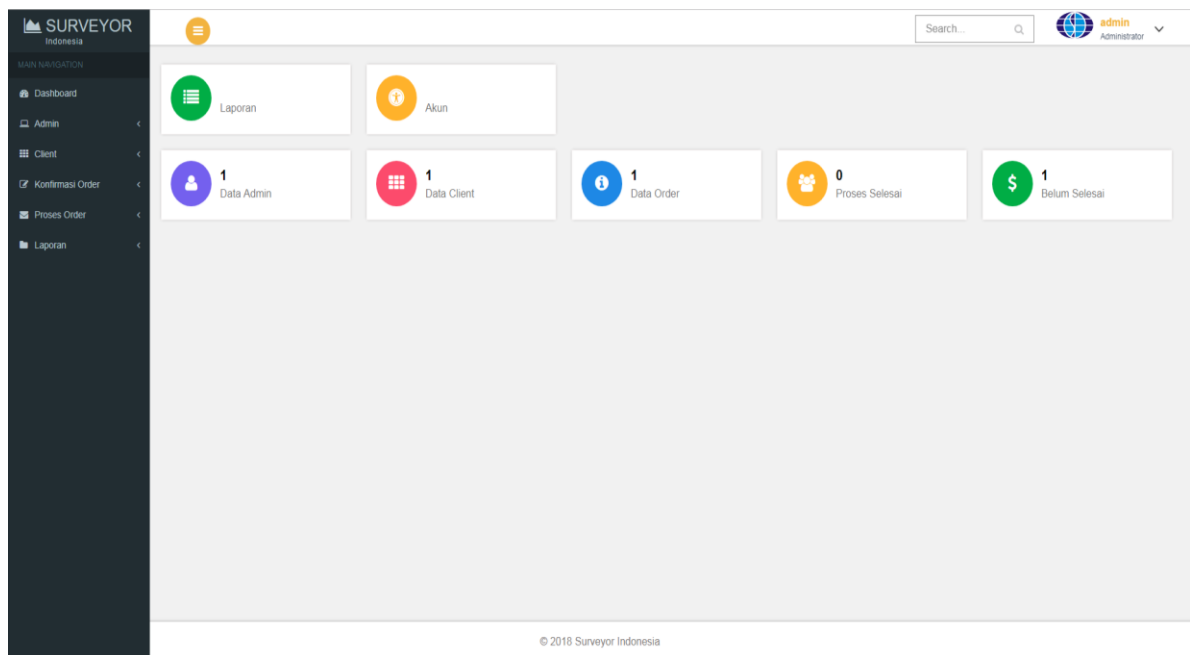 SURVEYOR
Indonesia
MAIN NAVIGATION
Dashboard
Admin
Client
Konfirmasi Order
Proses Order
Laporan
Search...
admin
Administrator
Laporan
Akun
1
Data Admin
1
Data Client
1
Data Order
0
Proses Selesai
1
Belum Selesai
© 2018 Surveyor Indonesia